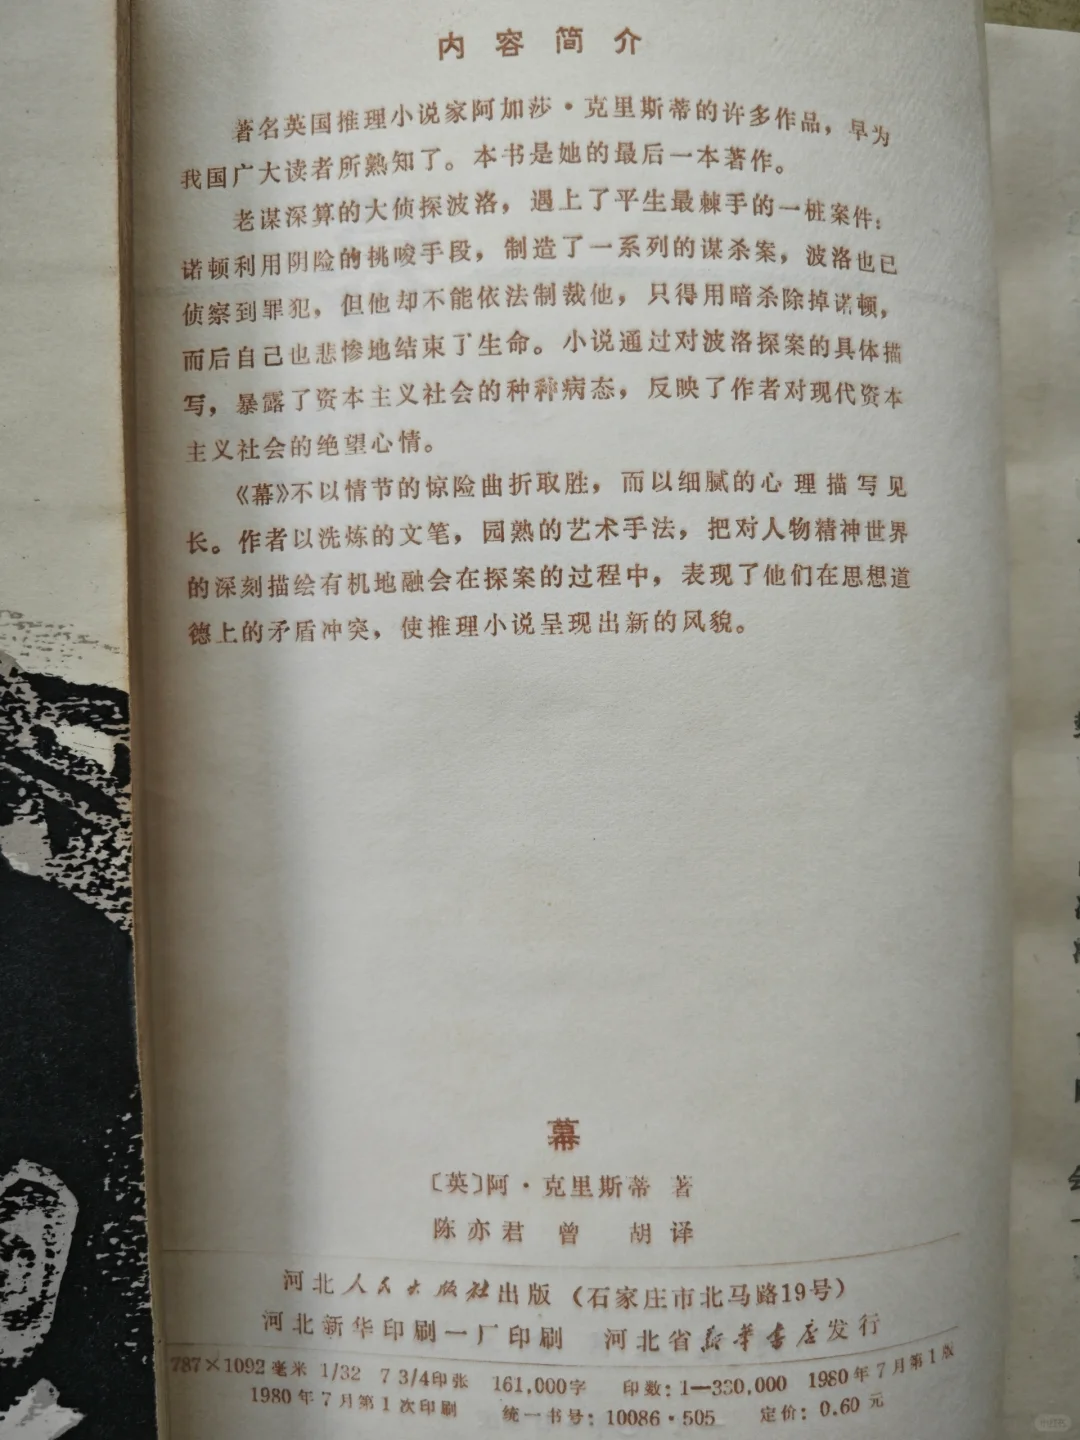 内容简介
著名英国推理小说家阿加莎·克里斯蒂的许多作品，早为
我国广大读者所熟知了。本书是她的最后一本著作。
老谋深算的大侦探波洛，遇上了平生最棘手的一桩案件：
诺顿利用阴险的挑唆手段，制造了一系列的谋杀案，波洛也已
侦察到罪犯，但他却不能依法制裁他，只得用暗杀除掉诺顿，
而后自己也悲惨地结束了生命。小说通过对波洛探案的具体描
写，暴露了资本主义社会的种种病态，反映了作者对现代资本
主义社会的绝望心情。
《幕》不以情节的惊险曲折取胜，而以细腻的心理描写见
长。作者以洗炼的文笔，园熟的艺术手法，把对人物精神世界
的深刻描绘有机地融会在探案的过程中，表现了他们在思想道
德上的矛盾冲突，使推理小说呈现出新的风貌。
幕
〔英〕阿·克里斯蒂 著
陈亦君 曾胡译
河北人民出版社出版（石家庄市北马路19号）
河北新华印刷一厂印刷 河北省新华书店发行
787×1092毫米 1/32 7 3/4印张 161,000字 印数：1—330,000 1980年7月第1版
1980年7月第1次印刷 统一书号：10086·505 定价：0.60元